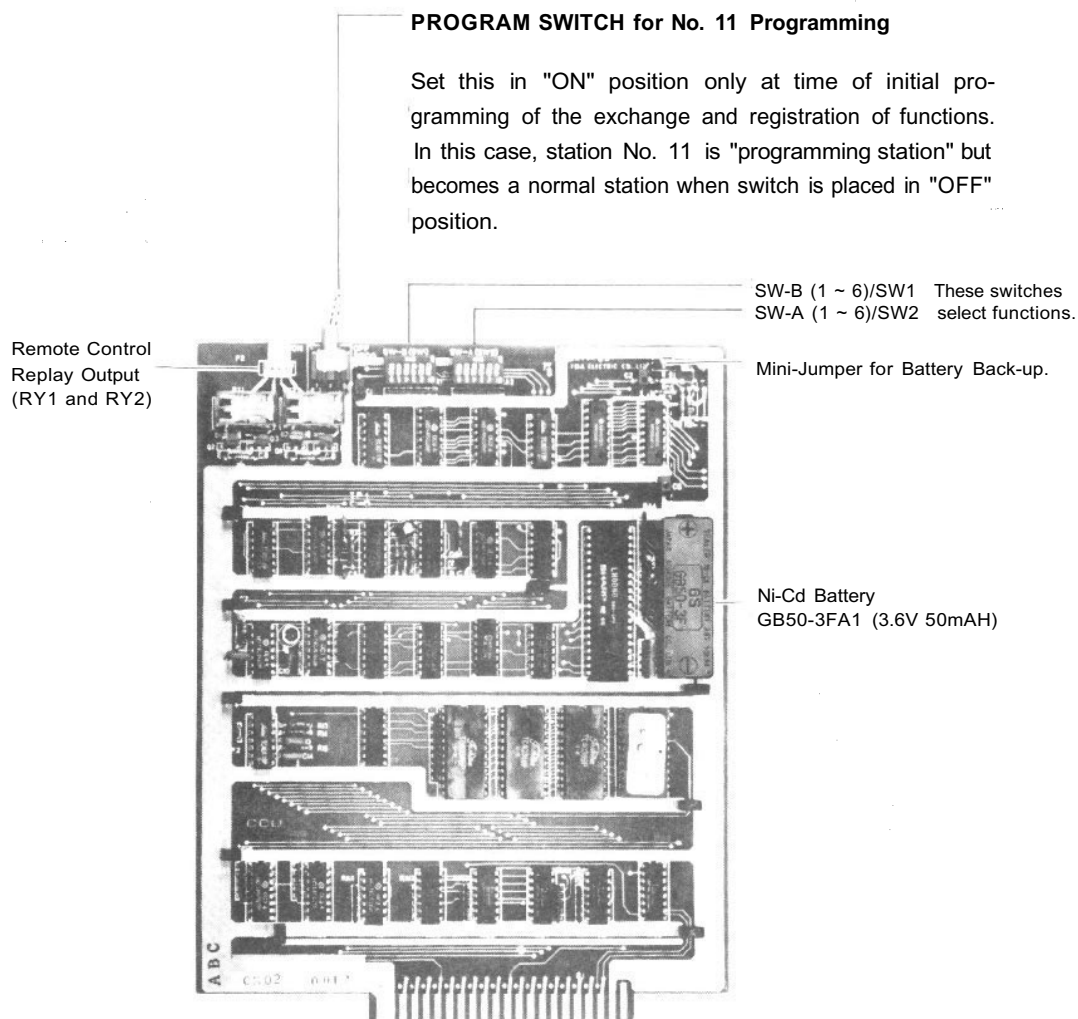 PROGRAM SWITCH for No. 11 Programming
Set this in "ON" position only at time of initial pro-
gramming of the exchange and registration of functions.
In this case, station No. 11 is "programming station" but
becomes a normal station when switch is placed in "OFF"
position.
SW-B (1 ~ 6)/SW1 These switches
SW-A (1 ~ 6)/SW2 select functions.
Mini-Jumper for Battery Back-up.
Remote Control
Replay Output
(RY1 and RY2)
Ni-Cd Battery
GB50-3FA1 (3.6V 50mAH)
GS
CCU
ABC